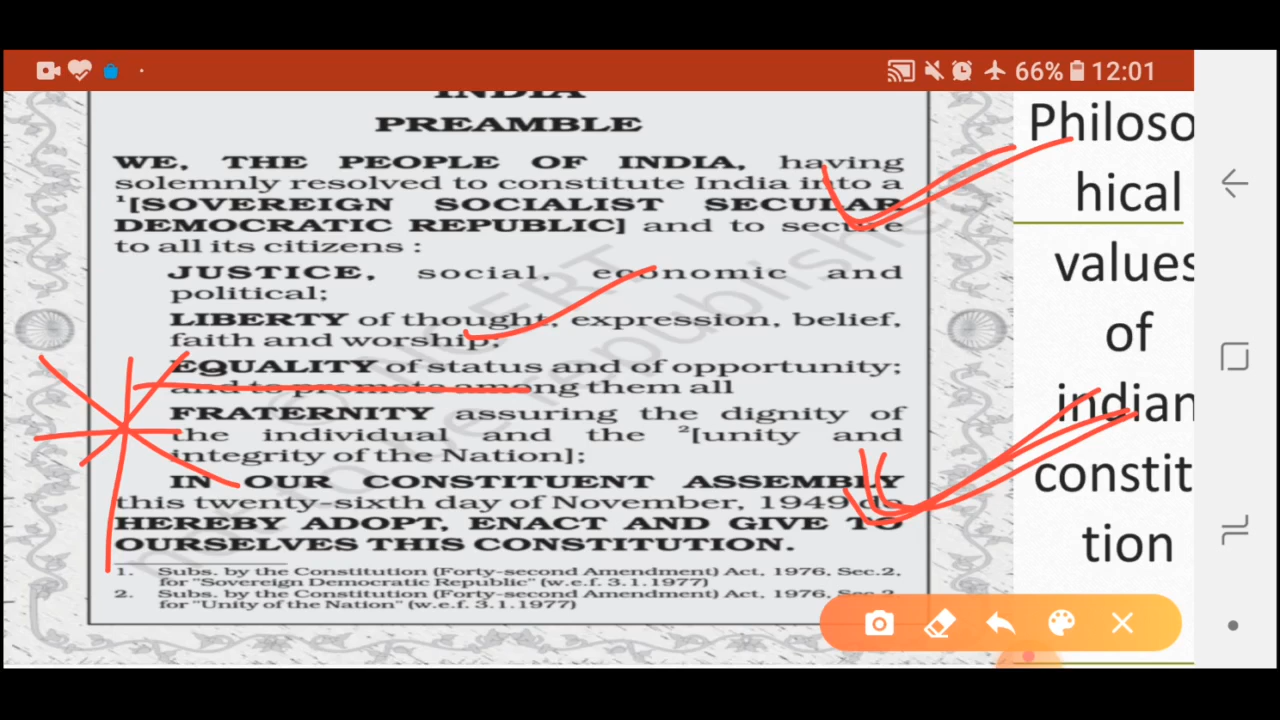 66% 12:01
INDIA
PREAMBLE
WE, THE PEOPLE OF INDIA, having
solemnly resolved to constitute India into a
¹[SOVEREIGN SOCIALIST SECULAR
DEMOCRATIC REPUBLIC] and to secure
to all its citizens :
JUSTICE, social, economic and
political;
LIBERTY of thought, expression, belief,
faith and worship;
EQUALITY of status and of opportunity;
and to promote among them all
FRATERNITY assuring the dignity of
the individual and the ²[unity and
integrity of the Nation];
IN OUR CONSTITUENT ASSEMBLY
this twenty-sixth day of November, 1949 do
HEREBY ADOPT, ENACT AND GIVE TO
OURSELVES THIS CONSTITUTION.
1. Subs. by the Constitution (Forty-second Amendment) Act, 1976, Sec.2,
for "Sovereign Democratic Republic" (w.e.f. 3.1.1977)
2. Subs. by the Constitution (Forty-second Amendment) Act, 1976, Sec.2,
for "Unity of the Nation" (w.e.f. 3.1.1977)
Philoso
hical
values
of
indian
constit
tion